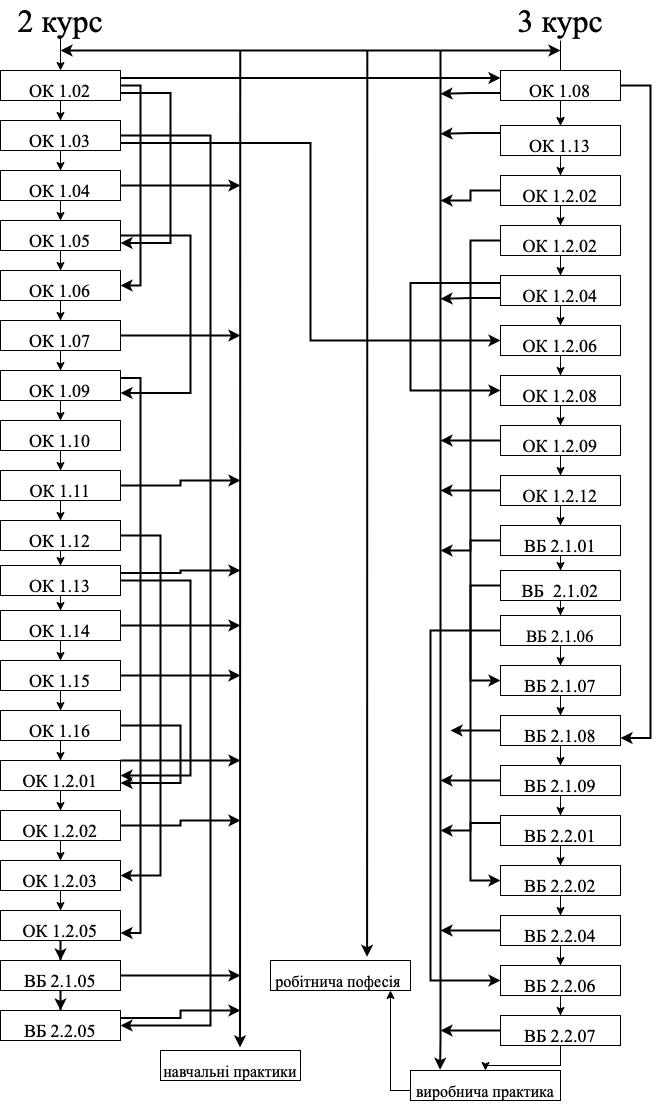 2 курс
ОК 1.02
ОК 1.03
ОК 1.04
ОК 1.05
ОК 1.06
ОК 1.07
ОК 1.09
ОК 1.10
ОК 1.11
ОК 1.12
ОК 1.13
ОК 1.14
ОК 1.15
ОК 1.16
ОК 1.2.01
ОК 1.2.02
ОК 1.2.03
ОК 1.2.05
ВБ 2.1.05
ВБ 2.2.05
навчальні практики
робітнича пофесія
3 курс
ОК 1.08
ОК 1.13
ОК 1.2.02
ОК 1.2.02
ОК 1.2.04
ОК 1.2.06
ОК 1.2.08
ОК 1.2.09
ОК 1.2.12
ВБ 2.1.01
ВБ 2.1.02
ВБ 2.1.06
ВБ 2.1.07
ВБ 2.1.08
ВБ 2.1.09
ВБ 2.2.01
ВБ 2.2.02
ВБ 2.2.04
ВБ 2.2.06
ВБ 2.2.07
виробнича практика